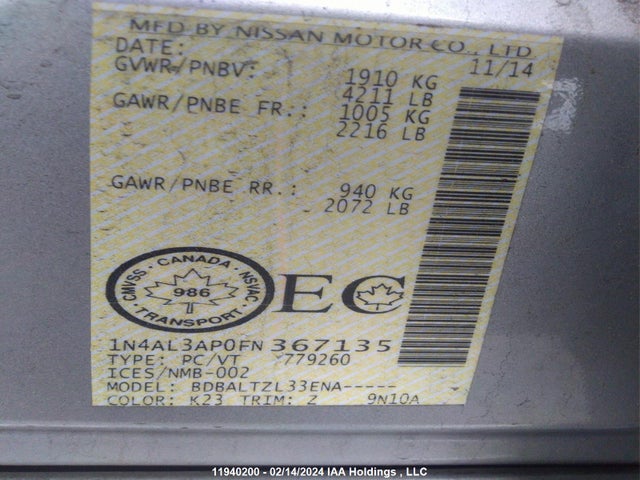 MFD BY NISSAN MOTOR CO., LTD.
DATE: 11/14
GVWR/PNBV: 1910 KG
4211 LB
GAWR/PNBE FR.: 1005 KG
2216 LB
GAWR/PNBE RR.: 940 KG
2072 LB
CMVSS · CANADA · NSVAC
986
TRANSPORT
EC
1N4AL3AP0FN367135
TYPE: PC/VT 779260
ICES/NMB-002
MODEL: BDBALTZL33ENA-----
COLOR: K23 TRIM: Z 9N10A
11940200 - 02/14/2024 IAA Holdings , LLC